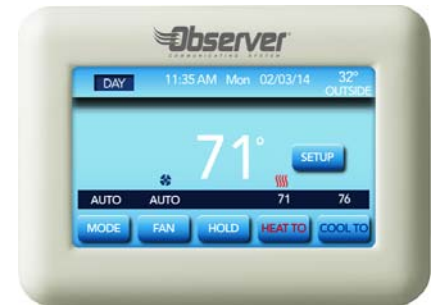 Observer
COMMUNICATING SYSTEM
DAY 11:35 AM Mon 02/03/14 32°
OUTSIDE
71° SETUP
AUTO AUTO 71 76
MODE FAN HOLD HEAT TO COOL TO